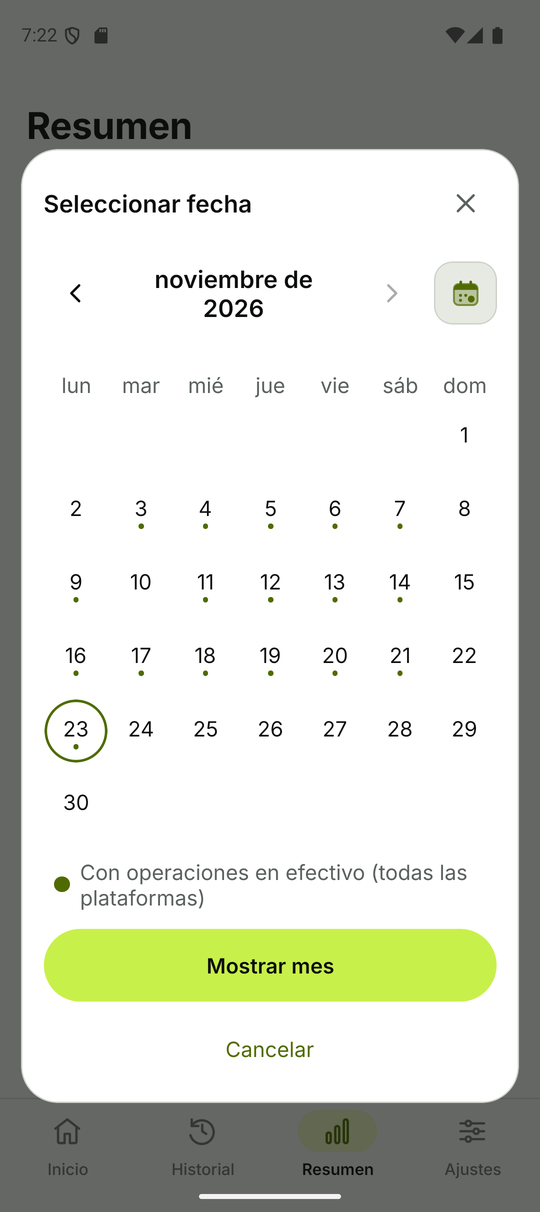 7:22
Resumen
Seleccionar fecha
noviembre de
2026
lun mar mié jue vie sáb dom
1
2 3 4 5 6 7 8
9 10 11 12 13 14 15
16 17 18 19 20 21 22
23 24 25 26 27 28 29
30
Con operaciones en efectivo (todas las
plataformas)
Mostrar mes
Cancelar
Inicio Historial Resumen Ajustes